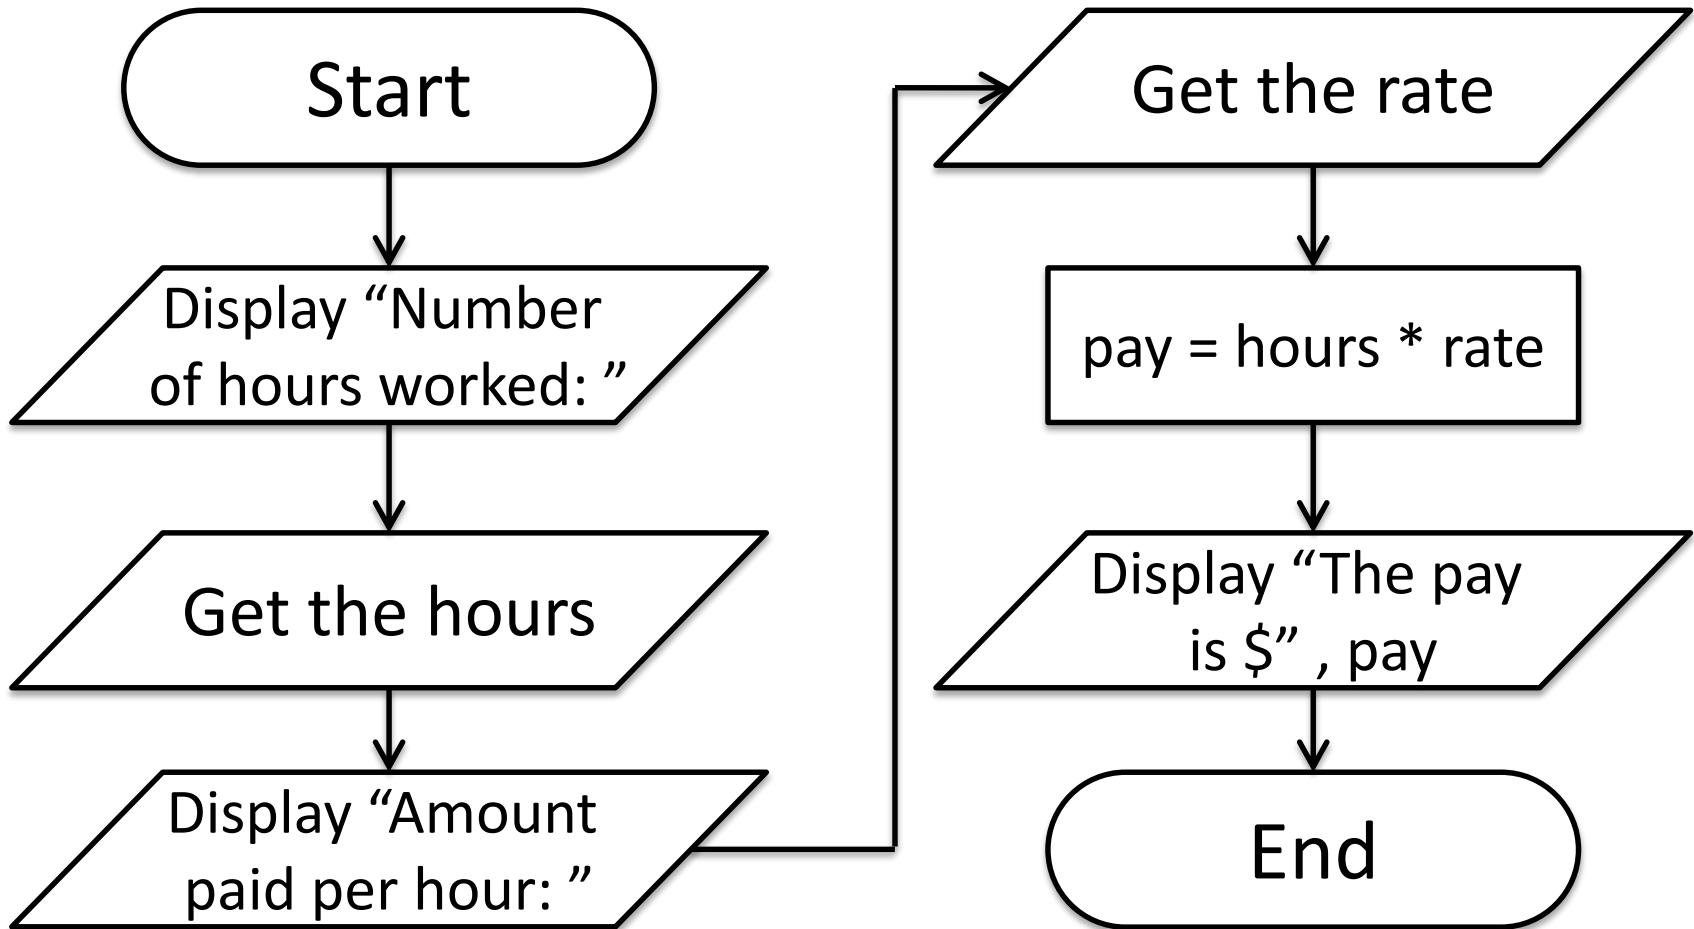 Start
Display “Number
of hours worked: ”
Get the hours
Display “Amount
paid per hour: ”
Get the rate
pay = hours * rate
Display “The pay
is $” , pay
End